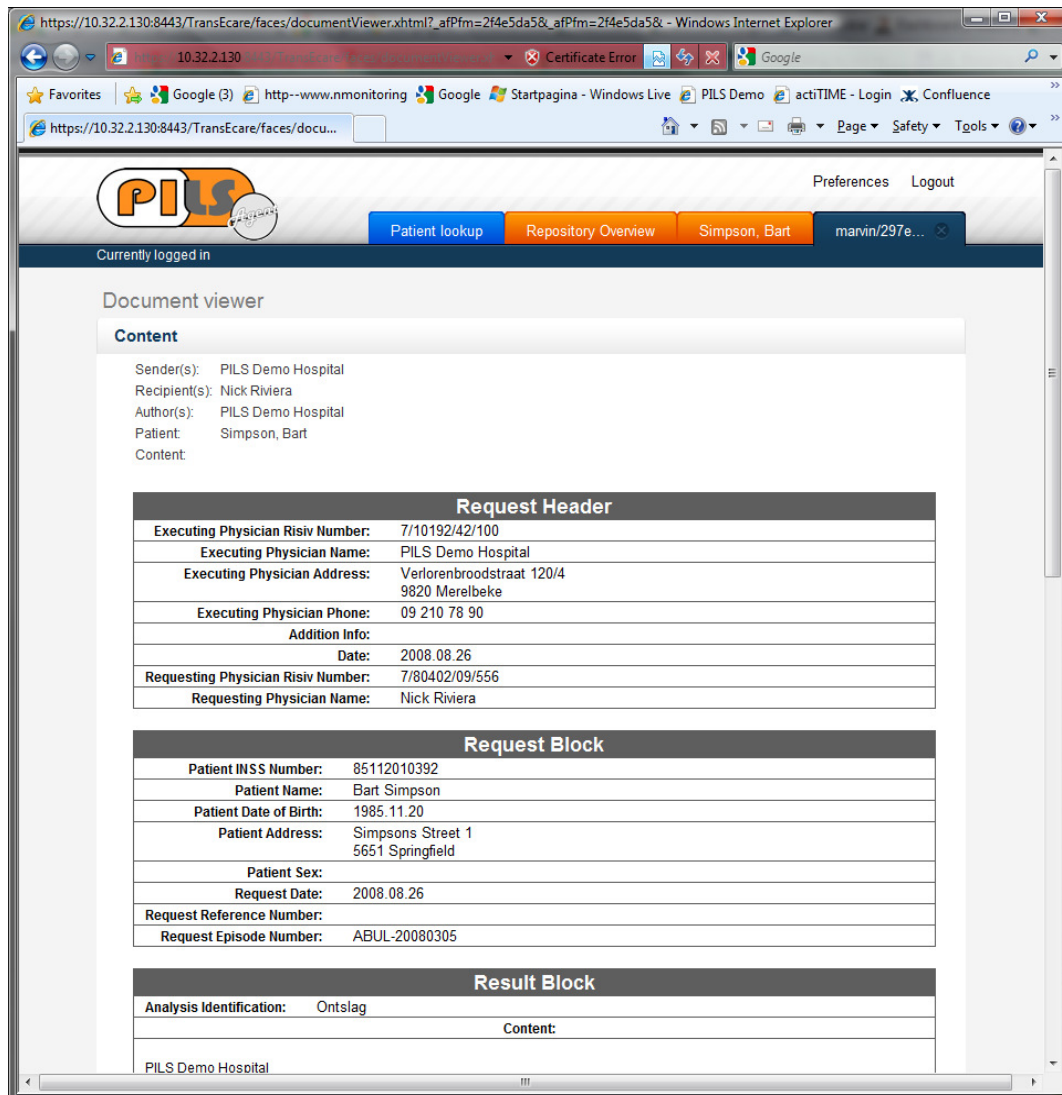 https://10.32.2.130:8443/TransEcare/faces/documentViewer.xhtml?_afPfm=2f4e5da5&_afPfm=2f4e5da5& - Windows Internet Explorer
10.32.2.130 Certificate Error Google
Favorites Google (3) http--www.nmonitoring Google Startpagina - Windows Live PILS Demo actiTIME - Login Confluence
https://10.32.2.130:8443/TransEcare/faces/docu... Page Safety Tools
PILS Agent
Preferences Logout
Patient lookup Repository Overview Simpson, Bart marvin/297e...
Currently logged in
Document viewer
Content
Sender(s): PILS Demo Hospital
Recipient(s): Nick Riviera
Author(s): PILS Demo Hospital
Patient: Simpson, Bart
Content:
Request Header
Executing Physician Risiv Number: 7/10192/42/100
Executing Physician Name: PILS Demo Hospital
Executing Physician Address: Verlorenbroodstraat 120/4
9820 Merelbeke
Executing Physician Phone: 09 210 78 90
Addition Info:
Date: 2008.08.26
Requesting Physician Risiv Number: 7/80402/09/556
Requesting Physician Name: Nick Riviera
Request Block
Patient INSS Number: 85112010392
Patient Name: Bart Simpson
Patient Date of Birth: 1985.11.20
Patient Address: Simpsons Street 1
5651 Springfield
Patient Sex:
Request Date: 2008.08.26
Request Reference Number:
Request Episode Number: ABUL-20080305
Result Block
Analysis Identification: Ontslag
Content:
PILS Demo Hospital